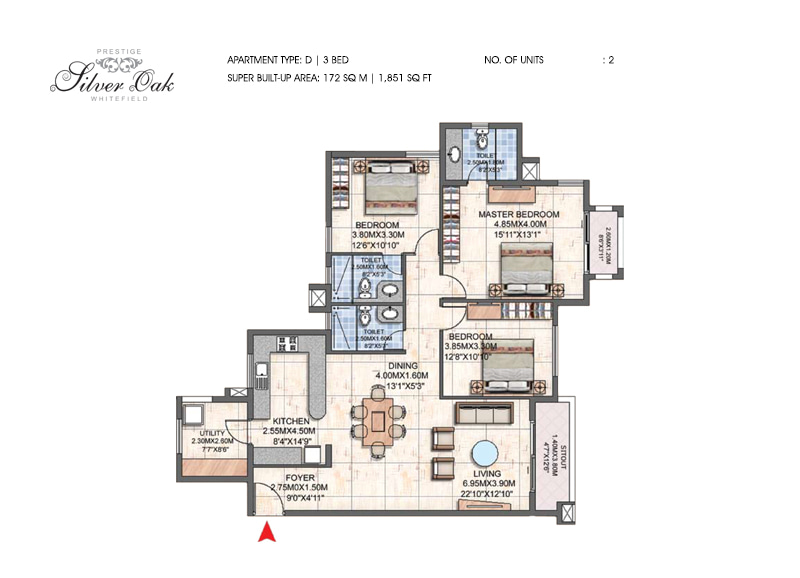 PRESTIGE
Silver Oak
WHITEFIELD
APARTMENT TYPE: D | 3 BED
NO. OF UNITS : 2
SUPER BUILT-UP AREA: 172 SQ M | 1,851 SQ FT
TOILET
2.50MX1.60M
8'2"X5'3"
BEDROOM
3.80MX3.30M
12'6"X10'10"
MASTER BEDROOM
4.85MX4.00M
15'11"X13'1"
2.60MX1.20M
8'6"X3'11"
TOILET
2.50MX1.60M
8'2"X5'3"
TOILET
2.50MX1.60M
8'2"X5'3"
BEDROOM
3.85MX3.30M
12'8"X10'10"
DINING
4.00MX1.60M
13'1"X5'3"
KITCHEN
2.55MX4.50M
8'4"X14'9"
UTILITY
2.30MX2.60M
7'7"X8'6"
SITOUT
1.40MX3.80M
4'7"X12'6"
FOYER
2.75M0X1.50M
9'0"X4'11"
LIVING
6.95MX3.90M
22'10"X12'10"